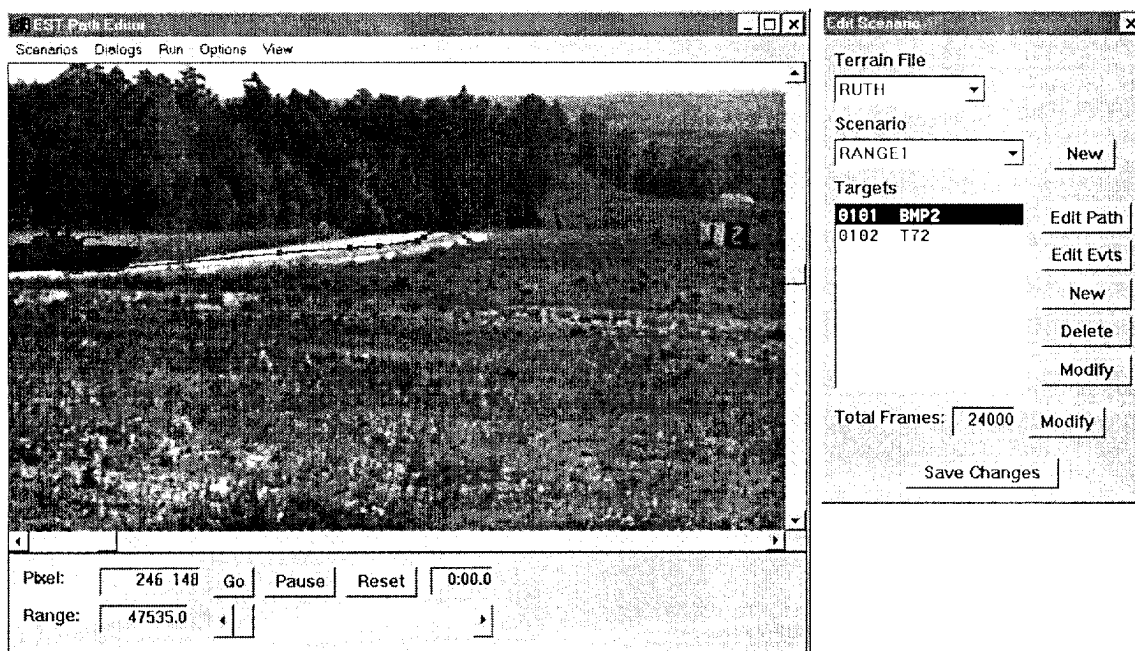 EST Path Editor
Scenarios Dialogs Run Options View
Pixel: 246 148 Go Pause Reset 0:00.0
Range: 47535.0
Edit Scenario
Terrain File
RUTH
Scenario
RANGE1 New
Targets
0101 BMP2 Edit Path
0102 T72
Edit Evts
New
Delete
Modify
Total Frames: 24000 Modify
Save Changes